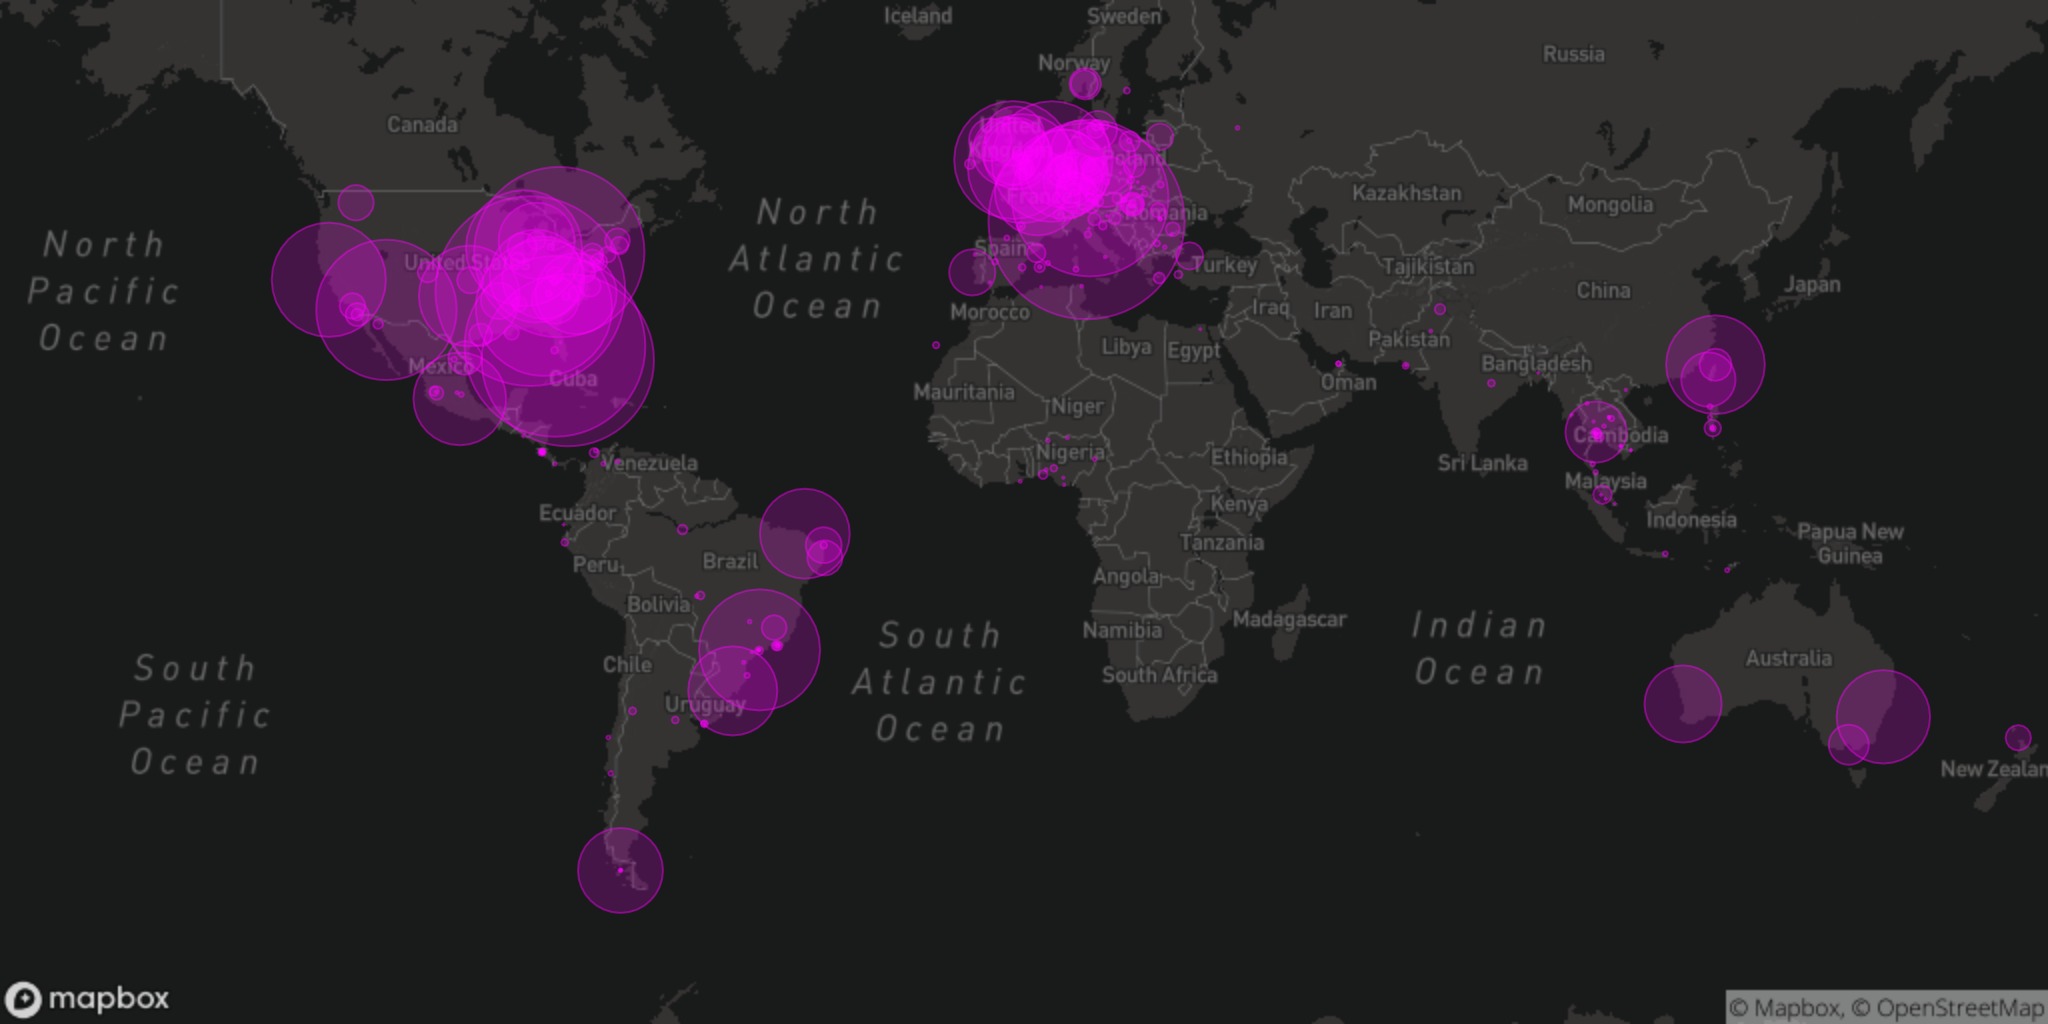 Iceland
Sweden
Norway
Russia
Canada
United
Kingdom
Poland
France
Romania
Kazakhstan
Mongolia
North
Pacific
Ocean
North
Atlantic
Ocean
United States
Spain
Turkey
Tajikistan
China
Japan
Morocco
Iraq
Iran
Pakistan
Libya
Egypt
Bangladesh
Mexico
Cuba
Oman
Mauritania
Niger
Cambodia
Nigeria
Ethiopia
Venezuela
Sri Lanka
Malaysia
Ecuador
Kenya
Indonesia
Papua New
Guinea
Peru
Brazil
Tanzania
Bolivia
Angola
Madagascar
Namibia
South
Atlantic
Ocean
Indian
Ocean
South
Pacific
Ocean
Chile
South Africa
Australia
Uruguay
New Zealan
mapbox
© Mapbox, © OpenStreetMap